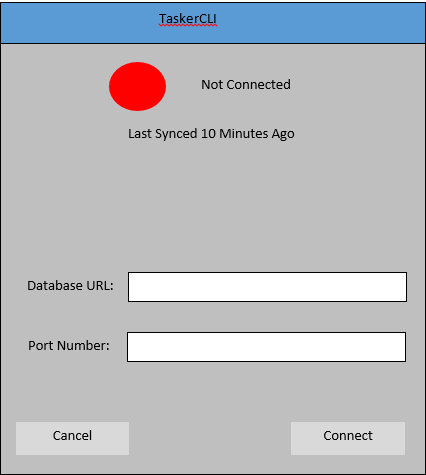 TaskerCLI
Not Connected
Last Synced 10 Minutes Ago
Database URL:
Port Number:
Cancel
Connect